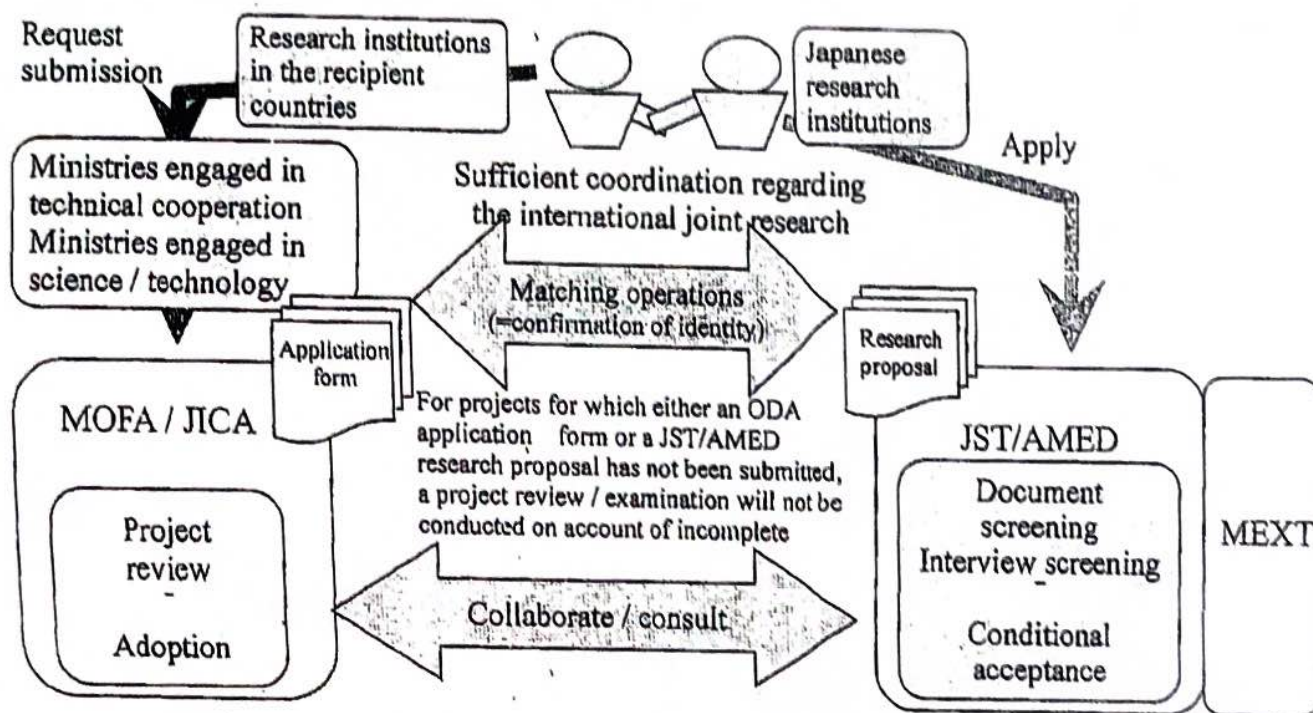 Request
submission
Research institutions
in the recipient
countries
Japanese
research
institutions
Apply
Ministries engaged in
technical cooperation
Ministries engaged in
science / technology
Sufficient coordination regarding
the international joint research
Matching operations
(=confirmation of identity)
Application
form
Research
proposal
MOFA / JICA
For projects for which either an ODA
application form or a JST/AMED
research proposal has not been submitted,
a project review / examination will not be
conducted on account of incomplete
JST/AMED
Project
review
Adoption
Document
screening
Interview screening
Conditional
acceptance
MEXT
Collaborate / consult